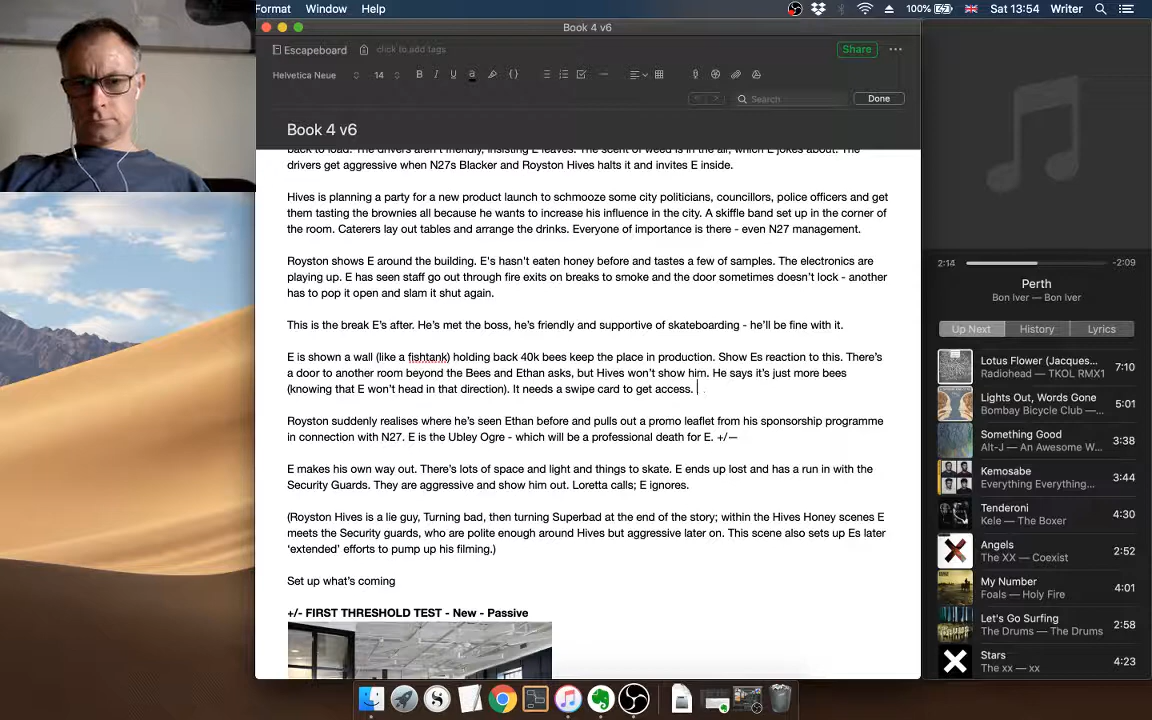 Format Window Help 100% Sat 13:54 Writer
Book 4 v6
Escapeboard click to add tags Share
Helvetica Neue 14 B I U a
Search Done
Book 4 v6
back to load. The drivers aren't friendly, insisting E leaves. The scent of weed is in the air, which E jokes about. The
drivers get aggressive when N27s Blacker and Royston Hives halts it and invites E inside.
Hives is planning a party for a new product launch to schmooze some city politicians, councillors, police officers and get
them tasting the brownies all because he wants to increase his influence in the city. A skiffle band set up in the corner of
the room. Caterers lay out tables and arrange the drinks. Everyone of importance is there - even N27 management.
Royston shows E around the building. E's hasn't eaten honey before and tastes a few of samples. The electronics are
playing up. E has seen staff go out through fire exits on breaks to smoke and the door sometimes doesn't lock - another
has to pop it open and slam it shut again.
This is the break E's after. He's met the boss, he's friendly and supportive of skateboarding - he'll be fine with it.
E is shown a wall (like a fishtank) holding back 40k bees keep the place in production. Show Es reaction to this. There's
a door to another room beyond the Bees and Ethan asks, but Hives won't show him. He says it's just more bees
(knowing that E won't head in that direction). It needs a swipe card to get access.
Royston suddenly realises where he's seen Ethan before and pulls out a promo leaflet from his sponsorship programme
in connection with N27. E is the Ubley Ogre - which will be a professional death for E. +/—
E makes his own way out. There's lots of space and light and things to skate. E ends up lost and has a run in with the
Security Guards. They are aggressive and show him out. Loretta calls; E ignores.
(Royston Hives is a lie guy, Turning bad, then turning Superbad at the end of the story; within the Hives Honey scenes E
meets the Security guards, who are polite enough around Hives but aggressive later on. This scene also sets up Es later
'extended' efforts to pump up his filming.)
Set up what's coming
+/- FIRST THRESHOLD TEST - New - Passive
2:14 -2:09
Perth
Bon Iver — Bon Iver
Up Next History Lyrics
Lotus Flower (Jacques...
Radiohead — TKOL RMX1
7:10
Lights Out, Words Gone
Bombay Bicycle Club —...
5:01
Something Good
Alt-J — An Awesome W...
3:38
Kemosabe
Everything Everything...
3:44
Tenderoni
Kele — The Boxer
4:30
Angels
The XX — Coexist
2:52
My Number
Foals — Holy Fire
4:01
Let's Go Surfing
The Drums — The Drums
2:58
Stars
The xx — xx
4:23